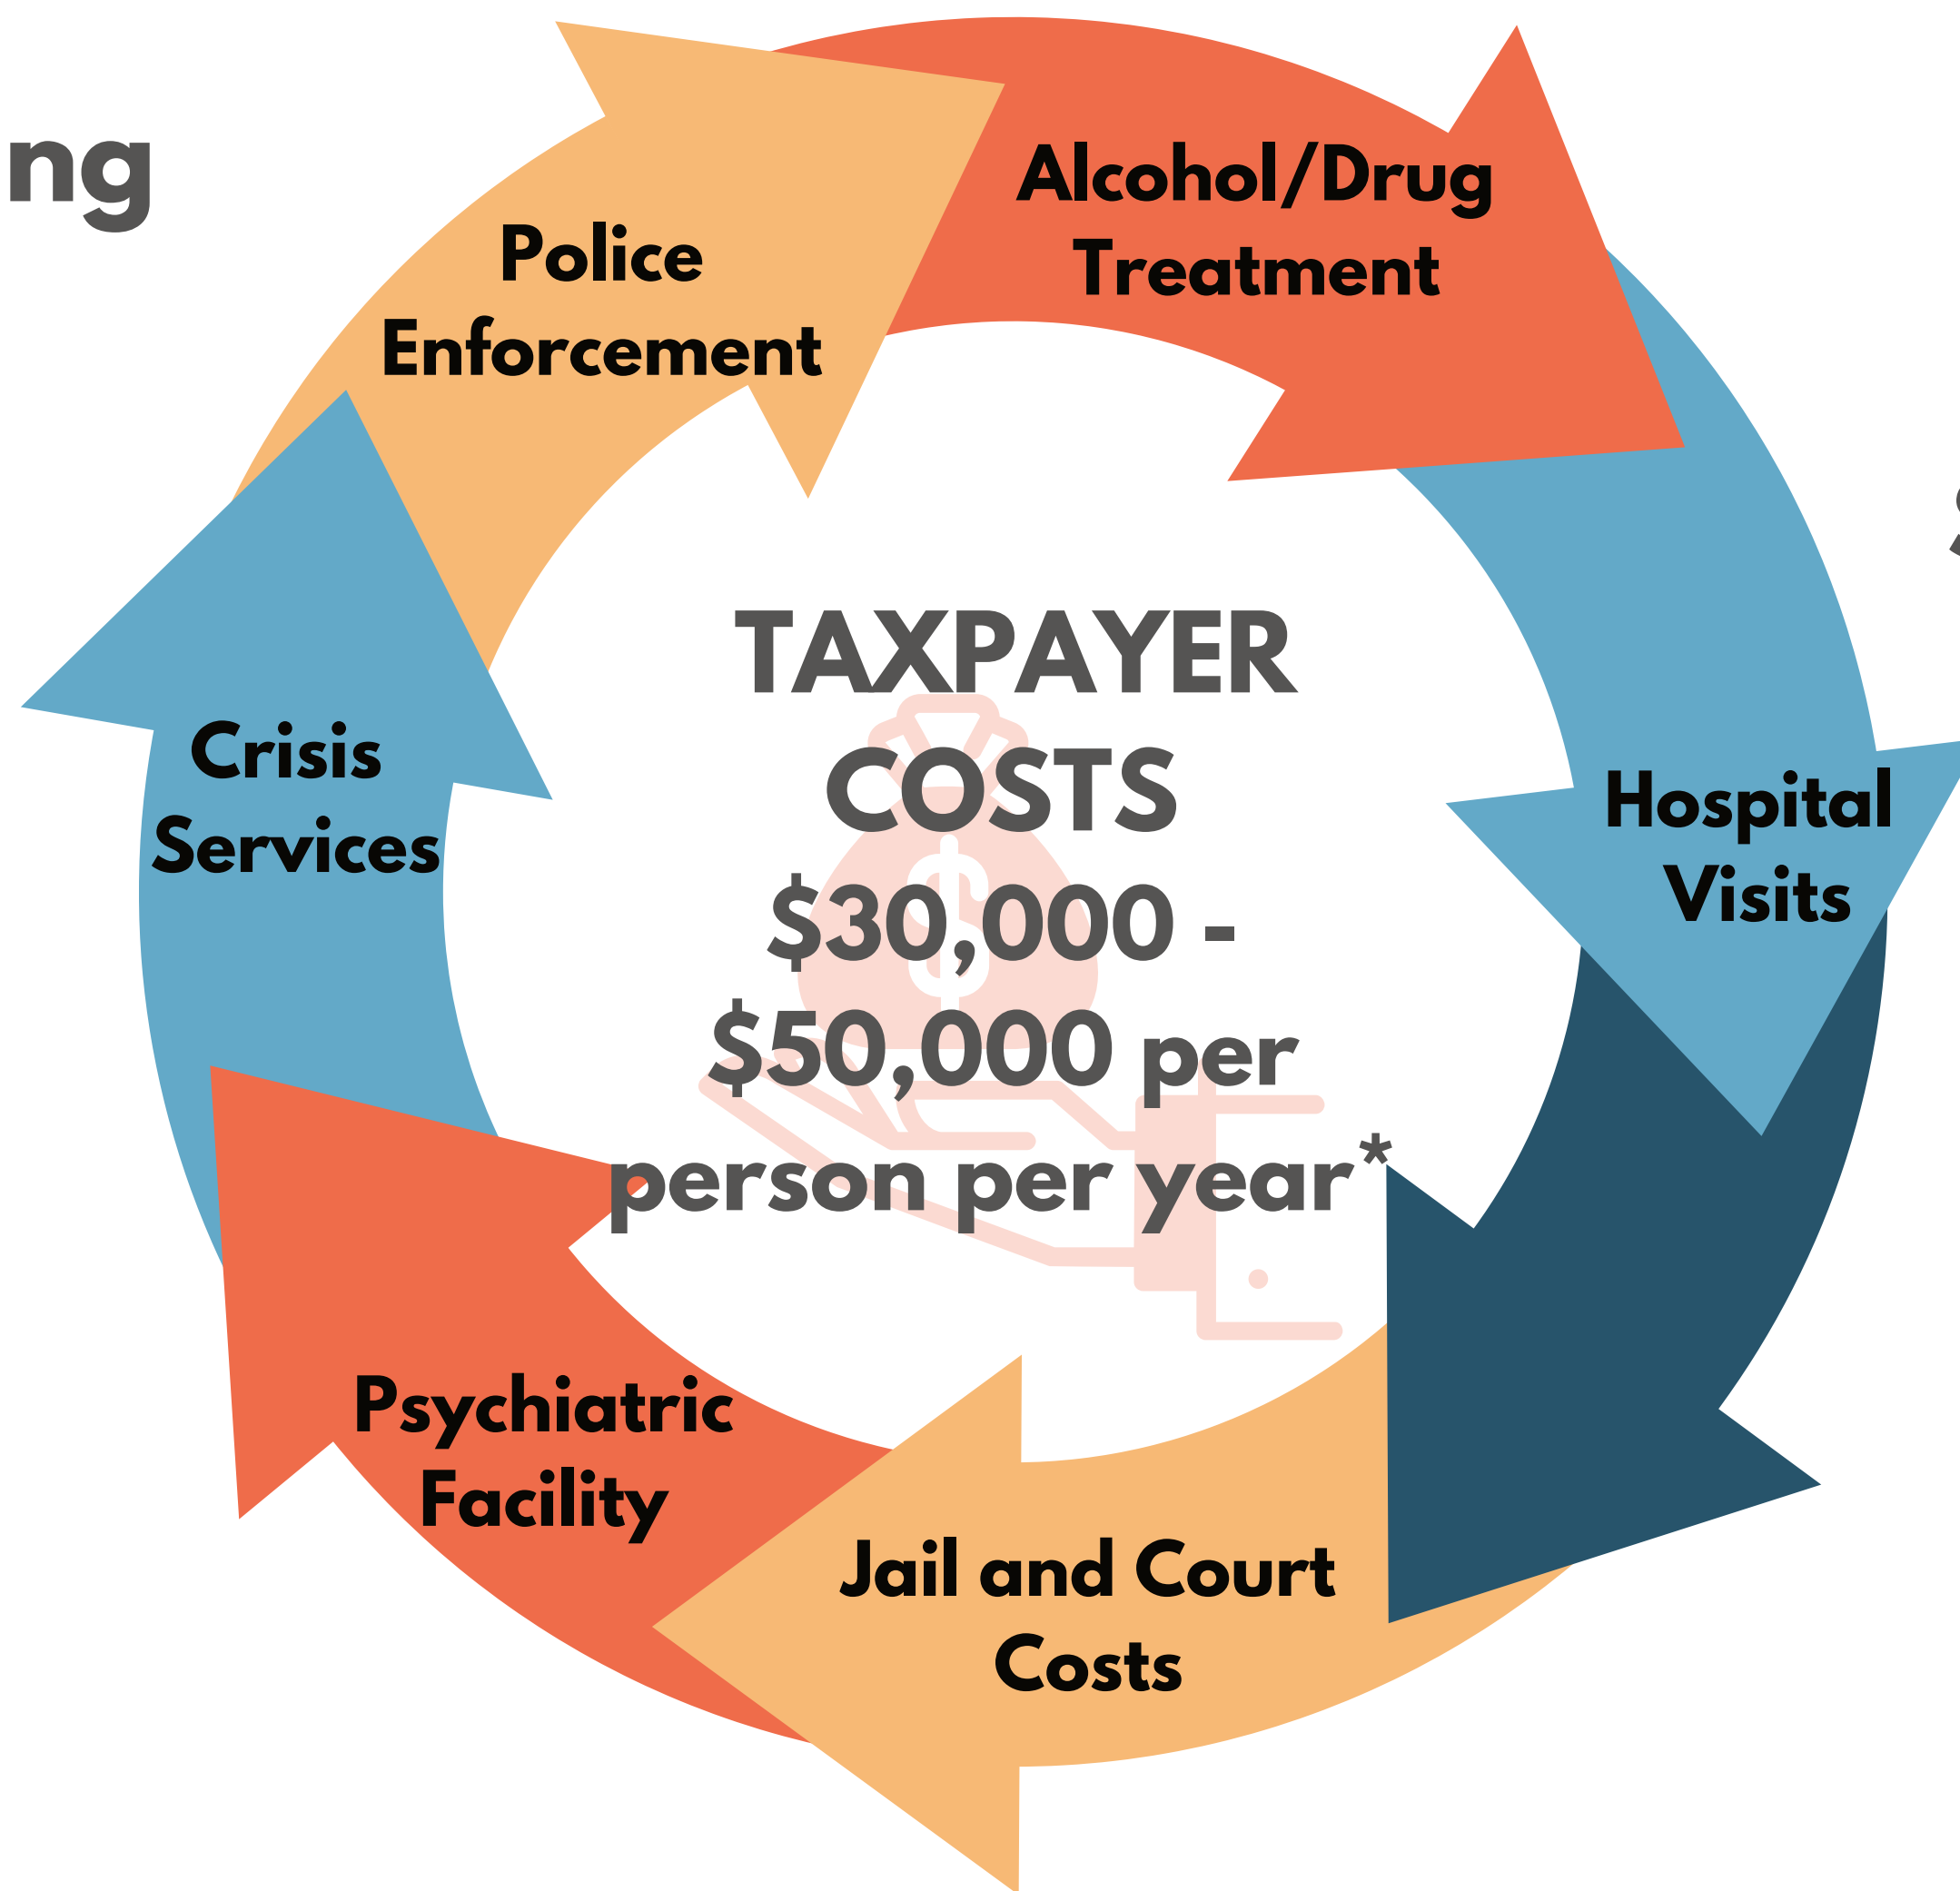 ng
Alcohol/Drug
Treatment
Police
Enforcement
TAXPAYER
COSTS
$30,000 -
$50,000 per
person per year*
Crisis
Services
Hospital
Visits
Psychiatric
Facility
Jail and Court
Costs